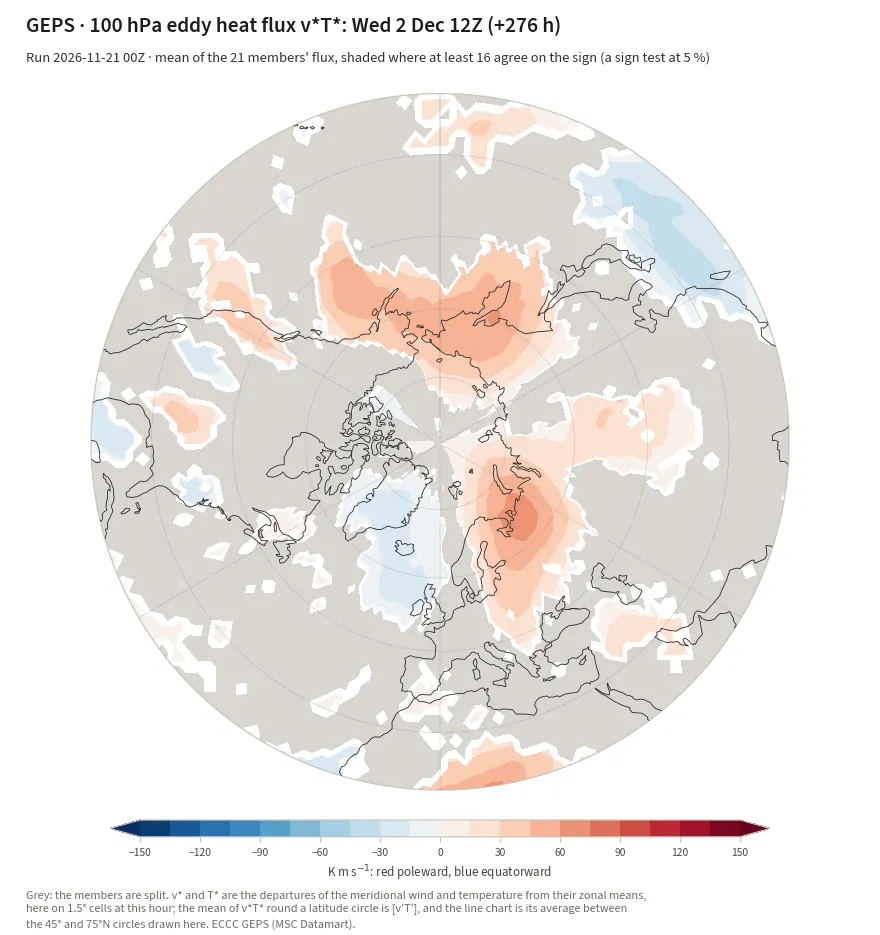 GEPS · 100 hPa eddy heat flux v*T*: Wed 2 Dec 12Z (+276 h)
Run 2026-11-21 00Z · mean of the 21 members' flux, shaded where at least 16 agree on the sign (a sign test at 5 %)
−150 −120 −90 −60 −30 0 30 60 90 120 150
K m s⁻¹: red poleward, blue equatorward
Grey: the members are split. v* and T* are the departures of the meridional wind and temperature from their zonal means,
here on 1.5° cells at this hour; the mean of v*T* round a latitude circle is [v'T'], and the line chart is its average between
the 45° and 75°N circles drawn here. ECCC GEPS (MSC Datamart).